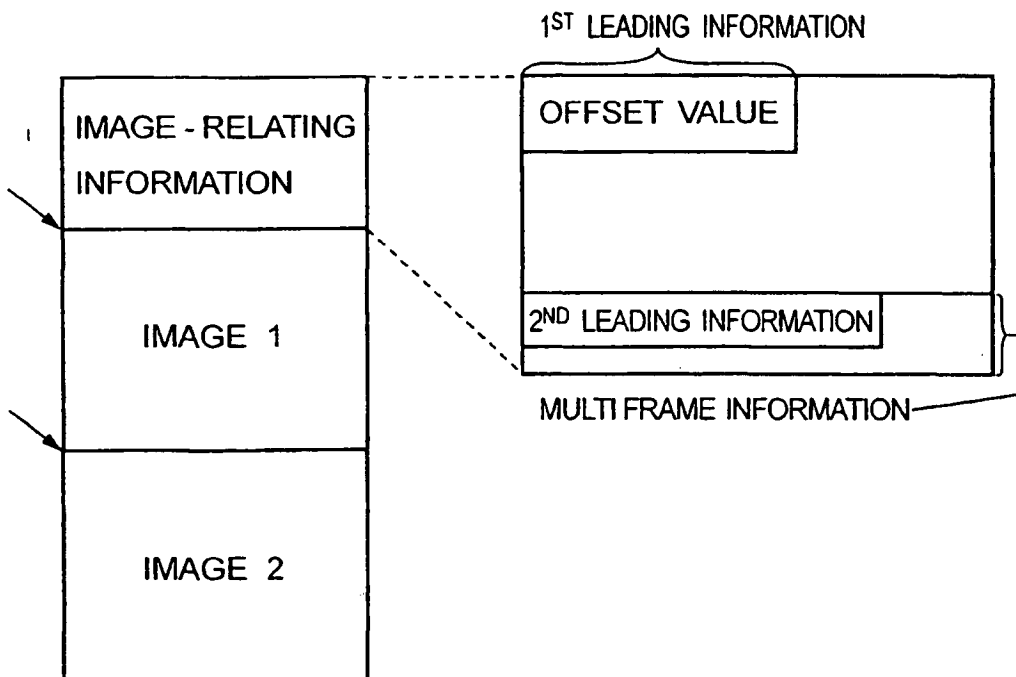 1ST LEADING INFORMATION
IMAGE - RELATING
INFORMATION
OFFSET VALUE
IMAGE 1
2ND LEADING INFORMATION
MULTI FRAME INFORMATION
IMAGE 2